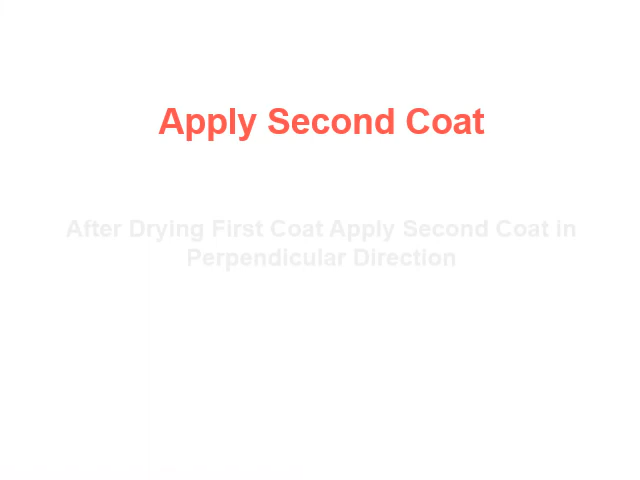 Apply Second Coat
After Drying First Coat Apply Second Coat in
Perpendicular Direction